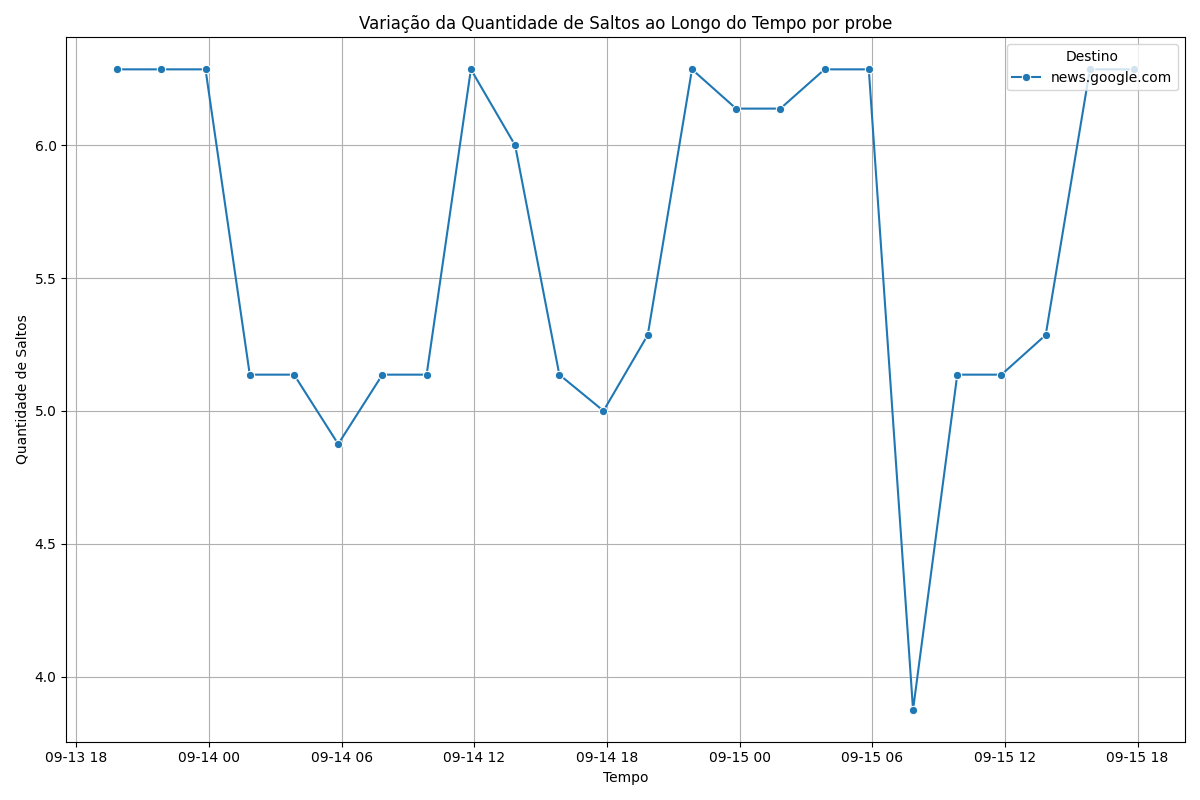 Variação da Quantidade de Saltos ao Longo do Tempo por probe
Destino
news.google.com
Quantidade de Saltos
6.0
5.5
5.0
4.5
4.0
09-13 18
09-14 00
09-14 06
09-14 12
09-14 18
09-15 00
09-15 06
09-15 12
09-15 18
Tempo